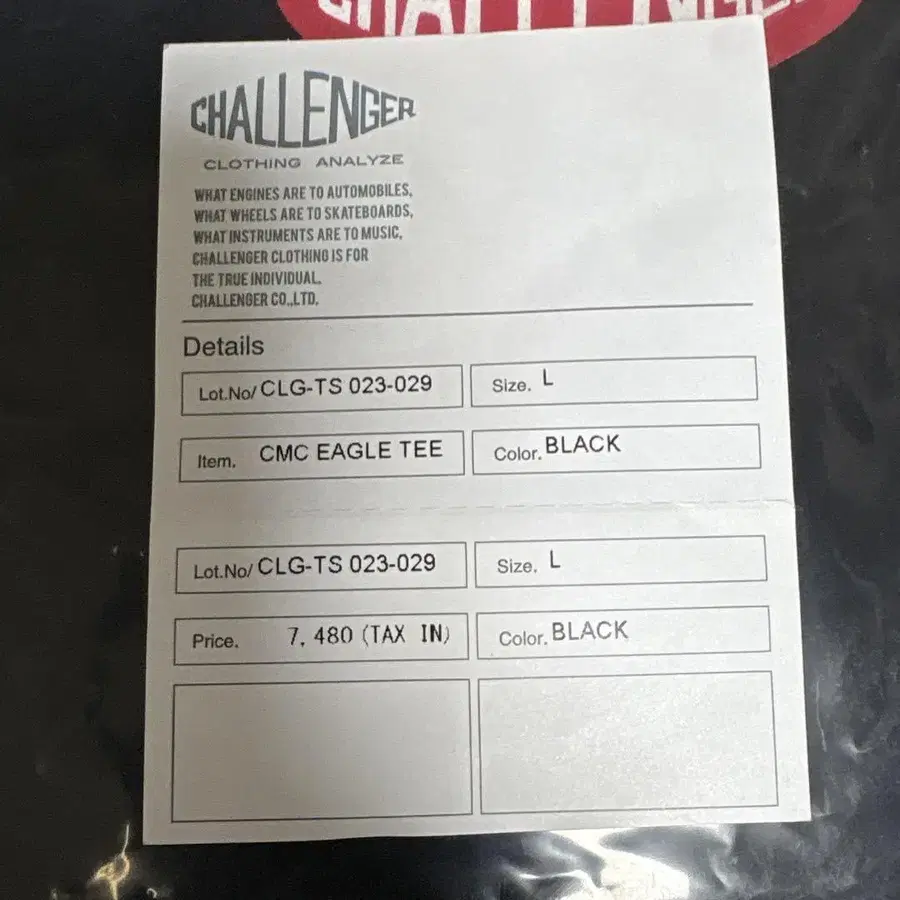 CHALLENGER
CHALLENGER
CLOTHING ANALYZE
WHAT ENGINES ARE TO AUTOMOBILES,
WHAT WHEELS ARE TO SKATEBOARDS,
WHAT INSTRUMENTS ARE TO MUSIC,
CHALLENGER CLOTHING IS FOR
THE TRUE INDIVIDUAL.
CHALLENGER CO.,LTD.
Details
Lot.No/ CLG-TS 023-029 Size. L
Item. CMC EAGLE TEE Color. BLACK
Lot.No/ CLG-TS 023-029 Size. L
Price. 7,480 (TAX IN) Color. BLACK